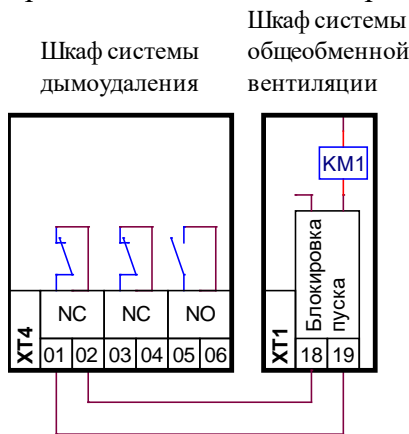 Шкаф системы
дымоудаления
Шкаф системы
общеобменной
вентиляции
KM1
NC NC NO
XT4
01 02 03 04 05 06
Блокировка
пуска
XT1
18 19